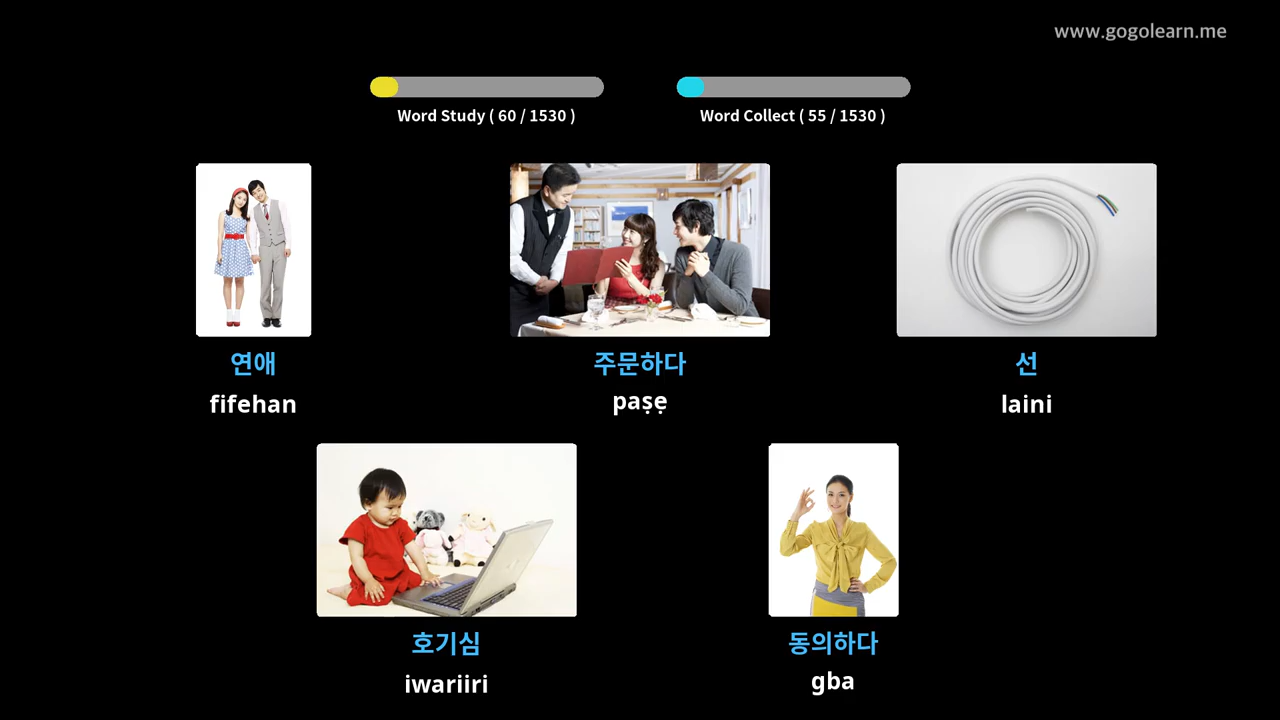 www.gogolearn.me
Word Study ( 60 / 1530 )
Word Collect ( 55 / 1530 )
연애
fifehan
주문하다
paṣẹ
선
laini
호기심
iwariiri
동의하다
gba